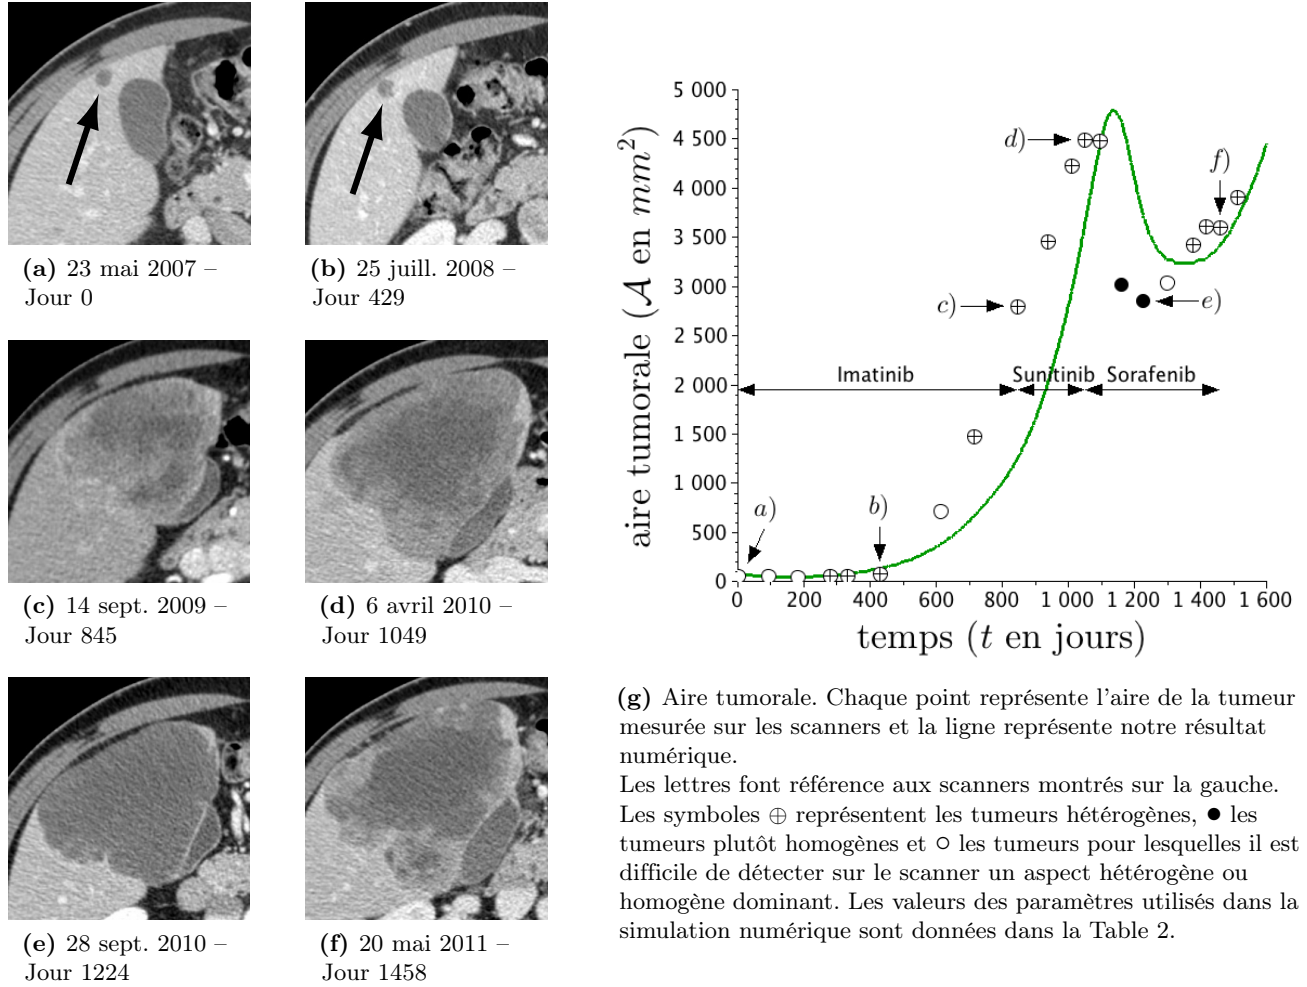 (a) 23 mai 2007 –
Jour 0
(b) 25 juill. 2008 –
Jour 429
(c) 14 sept. 2009 –
Jour 845
(d) 6 avril 2010 –
Jour 1049
(e) 28 sept. 2010 –
Jour 1224
(f) 20 mai 2011 –
Jour 1458
aire tumorale (𝒜 en mm²)
5 000
4 500
4 000
3 500
3 000
2 500
2 000
1 500
1 000
500
0
d)
f)
c)
e)
Imatinib
Sunitinib
Sorafenib
a)
b)
0 200 400 600 800 1 000 1 200 1 400 1 600
temps (t en jours)
(g) Aire tumorale. Chaque point représente l'aire de la tumeur
mesurée sur les scanners et la ligne représente notre résultat
numérique.
Les lettres font référence aux scanners montrés sur la gauche.
Les symboles ⊕ représentent les tumeurs hétérogènes, ● les
tumeurs plutôt homogènes et ○ les tumeurs pour lesquelles il est
difficile de détecter sur le scanner un aspect hétérogène ou
homogène dominant. Les valeurs des paramètres utilisés dans la
simulation numérique sont données dans la Table 2.